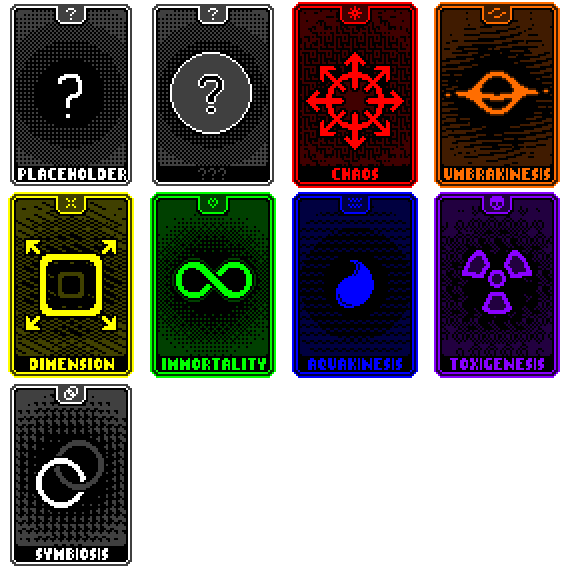 ?
?
?
PLACEHOLDER
?
???
CHAOS
UMBRAKINESIS
DIMENSION
IMMORTALITY
AQUAKINESIS
TOXIGENESIS
SYMBIOSIS